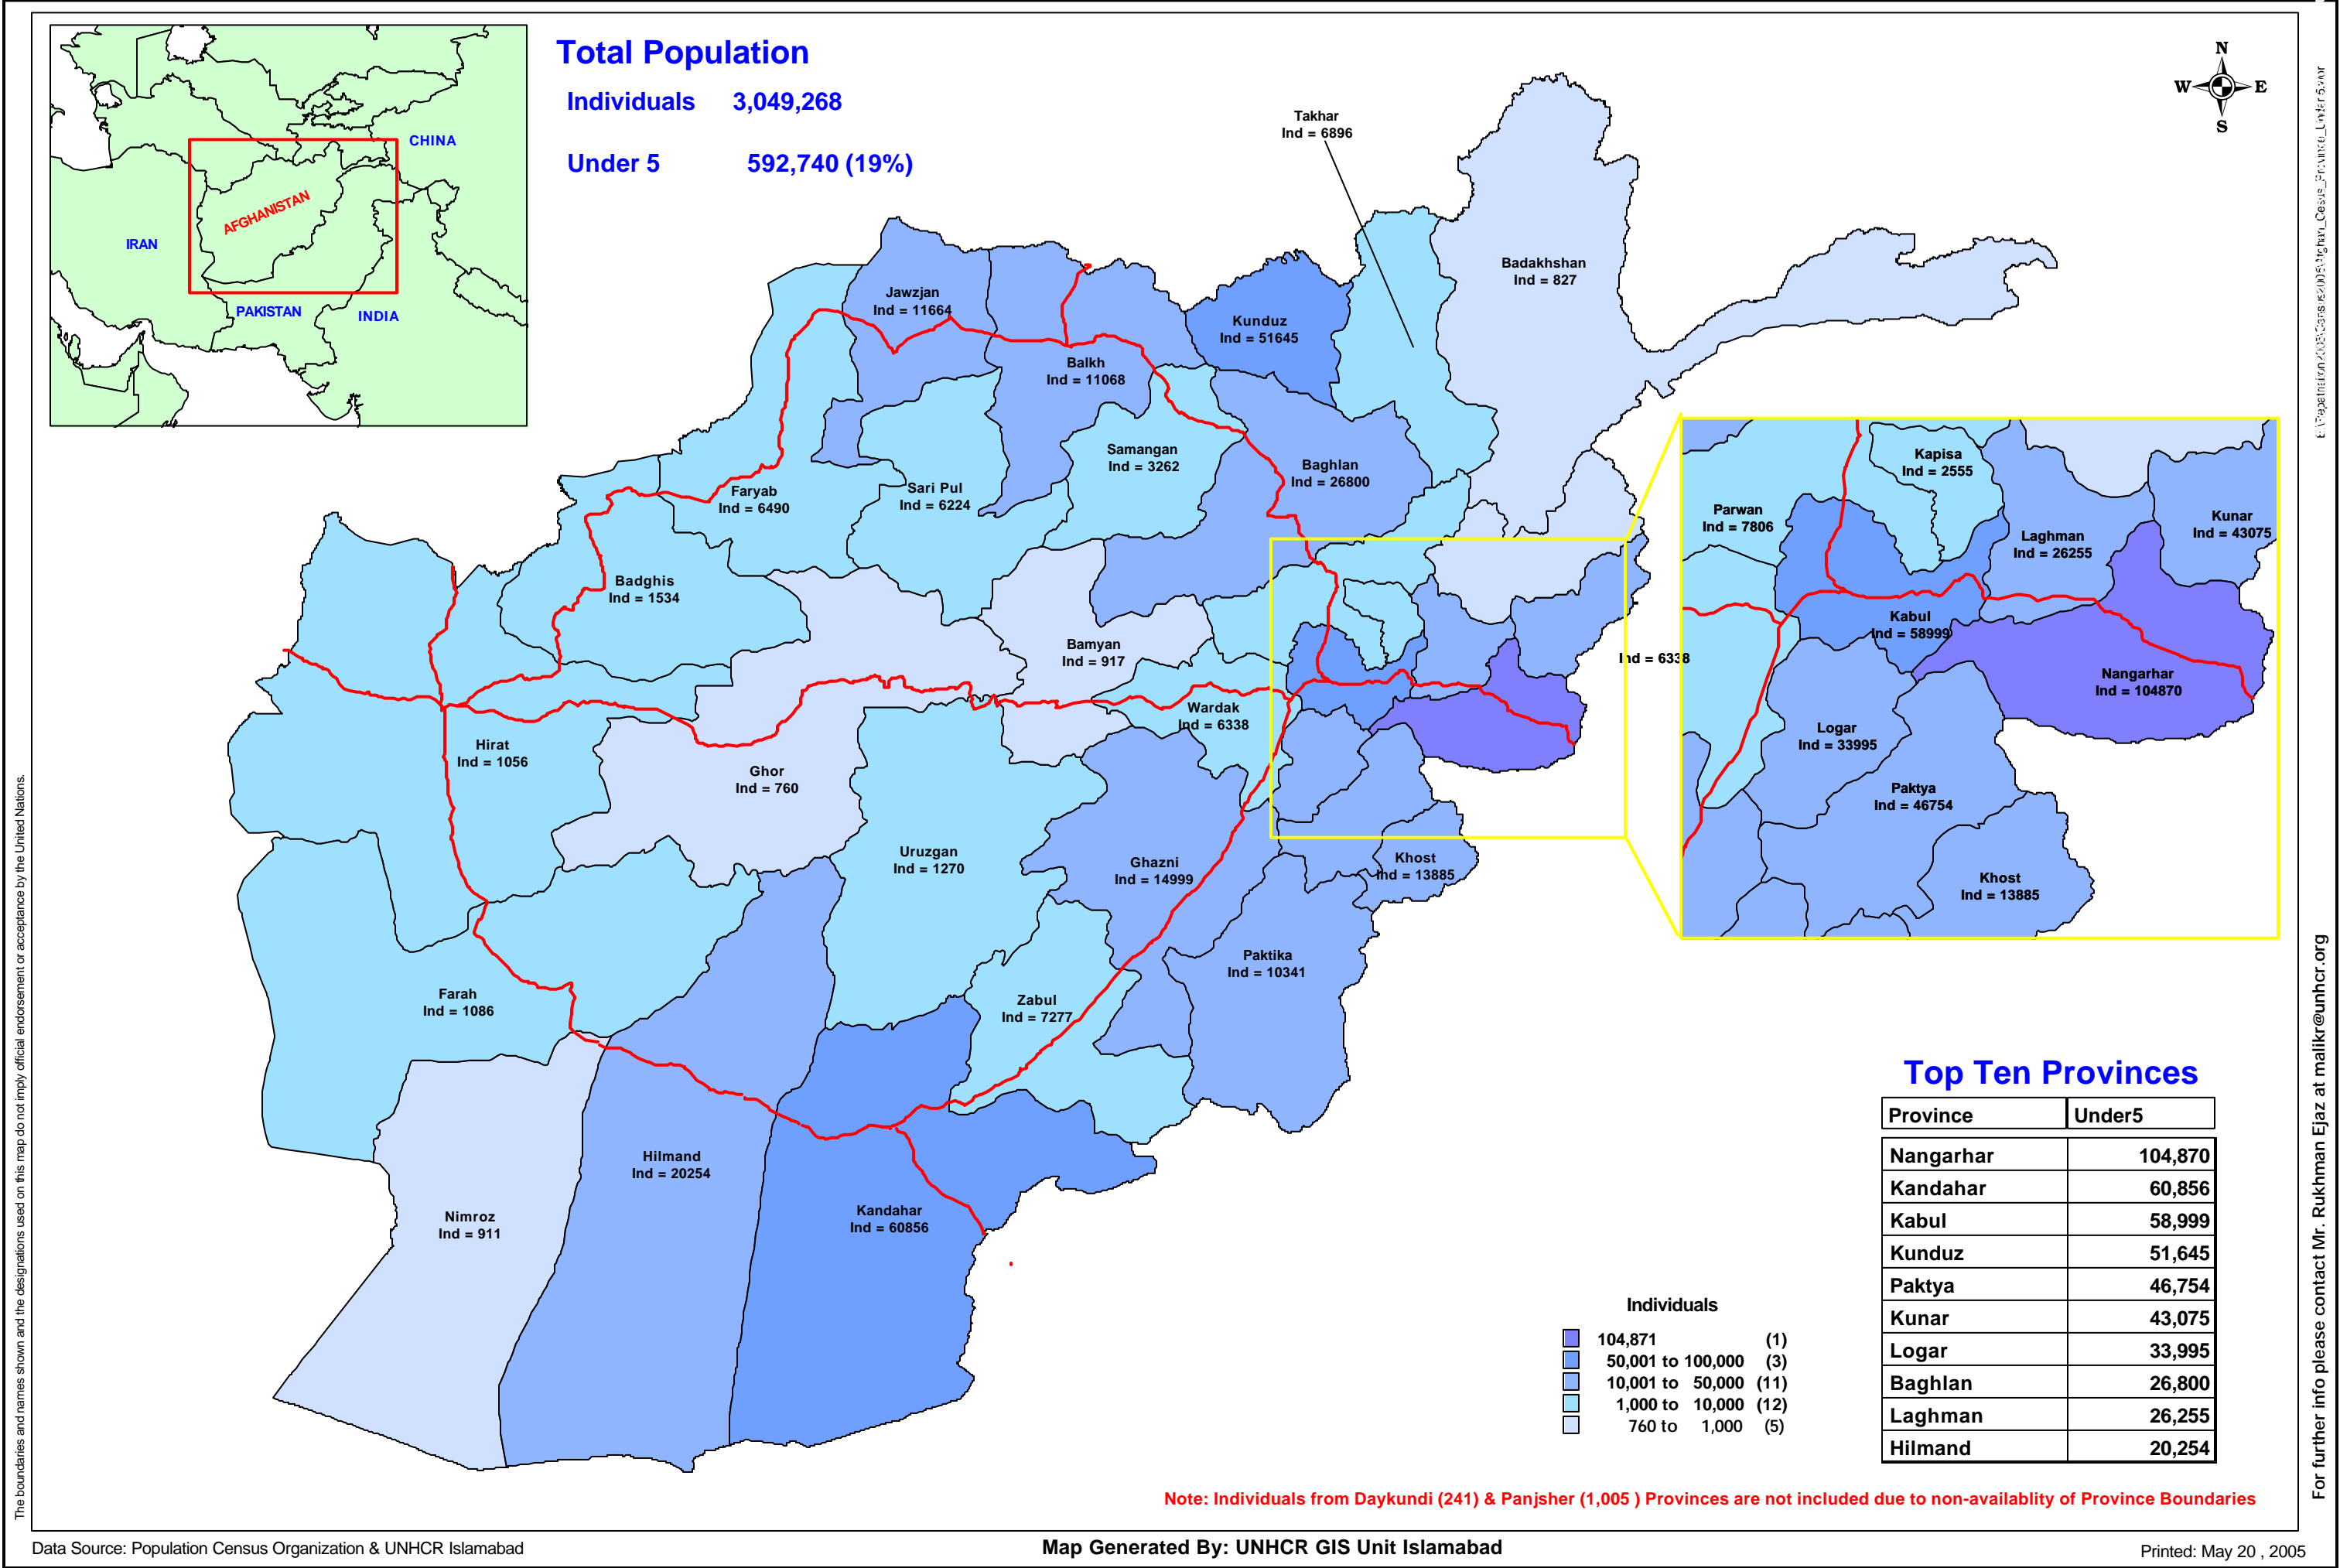 Total Population
Individuals 3,049,268
Under 5 592,740 (19%)
CHINA
AFGHANISTAN
IRAN
PAKISTAN
INDIA
N
W E
S
Takhar
Ind = 6896
Badakhshan
Ind = 827
Jawzjan
Ind = 11664
Kunduz
Ind = 51645
Balkh
Ind = 11068
Samangan
Ind = 3262
Baghlan
Ind = 26800
Faryab
Ind = 6490
Sari Pul
Ind = 6224
Badghis
Ind = 1534
Bamyan
Ind = 917
Ind = 6338
Wardak
Ind = 6338
Hirat
Ind = 1056
Ghor
Ind = 760
Uruzgan
Ind = 1270
Ghazni
Ind = 14999
Khost
Ind = 13885
Paktika
Ind = 10341
Farah
Ind = 1086
Zabul
Ind = 7277
Hilmand
Ind = 20254
Nimroz
Ind = 911
Kandahar
Ind = 60856
Kapisa
Ind = 2555
Parwan
Ind = 7806
Laghman
Ind = 26255
Kunar
Ind = 43075
Kabul
Ind = 58999
Nangarhar
Ind = 104870
Logar
Ind = 33995
Paktya
Ind = 46754
Khost
Ind = 13885
Top Ten Provinces
Province Under5
Nangarhar 104,870
Kandahar 60,856
Kabul 58,999
Kunduz 51,645
Paktya 46,754
Kunar 43,075
Logar 33,995
Baghlan 26,800
Laghman 26,255
Hilmand 20,254
Individuals
104,871 (1)
50,001 to 100,000 (3)
10,001 to 50,000 (11)
1,000 to 10,000 (12)
760 to 1,000 (5)
Note: Individuals from Daykundi (241) & Panjsher (1,005 ) Provinces are not included due to non-availablity of Province Boundaries
Data Source: Population Census Organization & UNHCR Islamabad
Map Generated By: UNHCR GIS Unit Islamabad
Printed: May 20 , 2005
The boundaries and names shown and the designations used on this map do not imply official endorsement or acceptance by the United Nations.
For further info please contact Mr. Rukhman Ejaz at malikr@unhcr.org